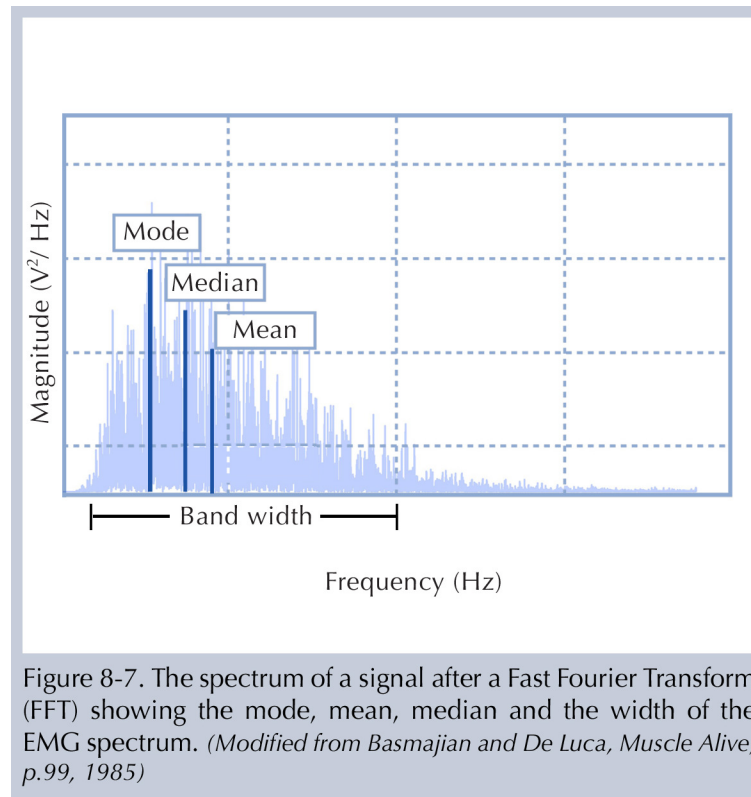 Mode
Median
Mean
Magnitude (V²/ Hz)
Band width
Frequency (Hz)
Figure 8-7. The spectrum of a signal after a Fast Fourier Transform
(FFT) showing the mode, mean, median and the width of the
EMG spectrum. (Modified from Basmajian and De Luca, Muscle Alive,
p.99, 1985)